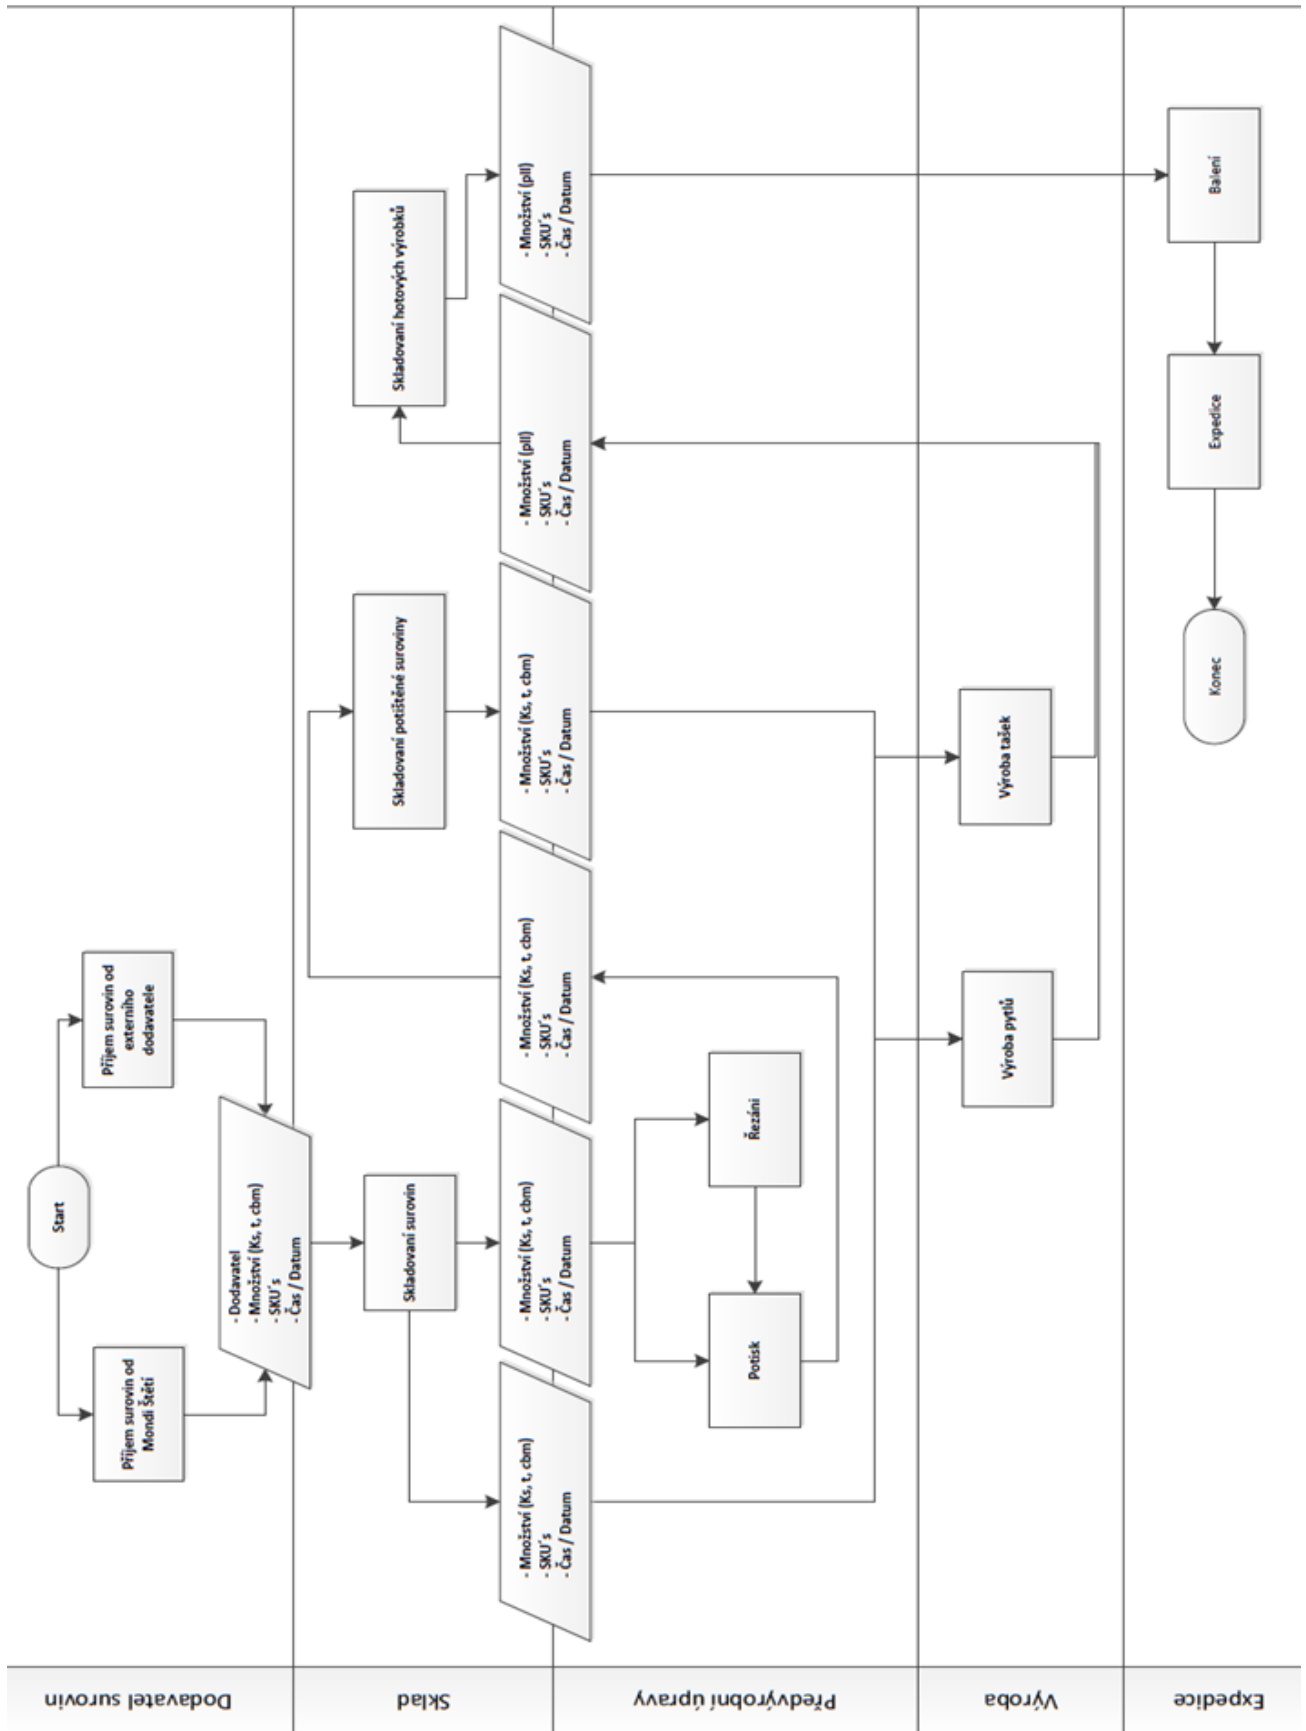 Dodavatel surovin
Start
Příjem surovin od
Mondi Štětí
Příjem surovin od
externího
dodavatele
- Dodavatel
- Množství (Ks, t, cbm)
- SKU´s
- Čas / Datum
Sklad
Skladovaní surovin
Skladovaní potištěné suroviny
Skladovaní hotových výrobků
- Množství (Ks, t, cbm)
- SKU´s
- Čas / Datum
- Množství (Ks, t, cbm)
- SKU´s
- Čas / Datum
- Množství (Ks, t, cbm)
- SKU´s
- Čas / Datum
- Množství (Ks, t, cbm)
- SKU´s
- Čas / Datum
- Množství (pll)
- SKU´s
- Čas / Datum
- Množství (pll)
- SKU´s
- Čas / Datum
Předvýrobní úpravy
Potisk
Řezání
Výroba
Výroba pytlů
Výroba tašek
Expedice
Konec
Expedice
Balení